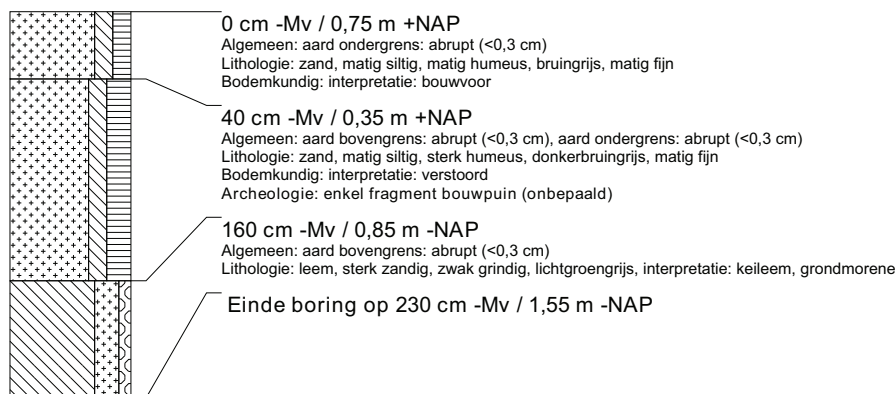 0 cm -Mv / 0,75 m +NAP
Algemeen: aard ondergrens: abrupt (<0,3 cm)
Lithologie: zand, matig siltig, matig humeus, bruingrijs, matig fijn
Bodemkundig: interpretatie: bouwvoor
40 cm -Mv / 0,35 m +NAP
Algemeen: aard bovengrens: abrupt (<0,3 cm), aard ondergrens: abrupt (<0,3 cm)
Lithologie: zand, matig siltig, sterk humeus, donkerbruingrijs, matig fijn
Bodemkundig: interpretatie: verstoord
Archeologie: enkel fragment bouwpuin (onbepaald)
160 cm -Mv / 0,85 m -NAP
Algemeen: aard bovengrens: abrupt (<0,3 cm)
Lithologie: leem, sterk zandig, zwak grindig, lichtgroengrijs, interpretatie: keileem, grondmorene
Einde boring op 230 cm -Mv / 1,55 m -NAP